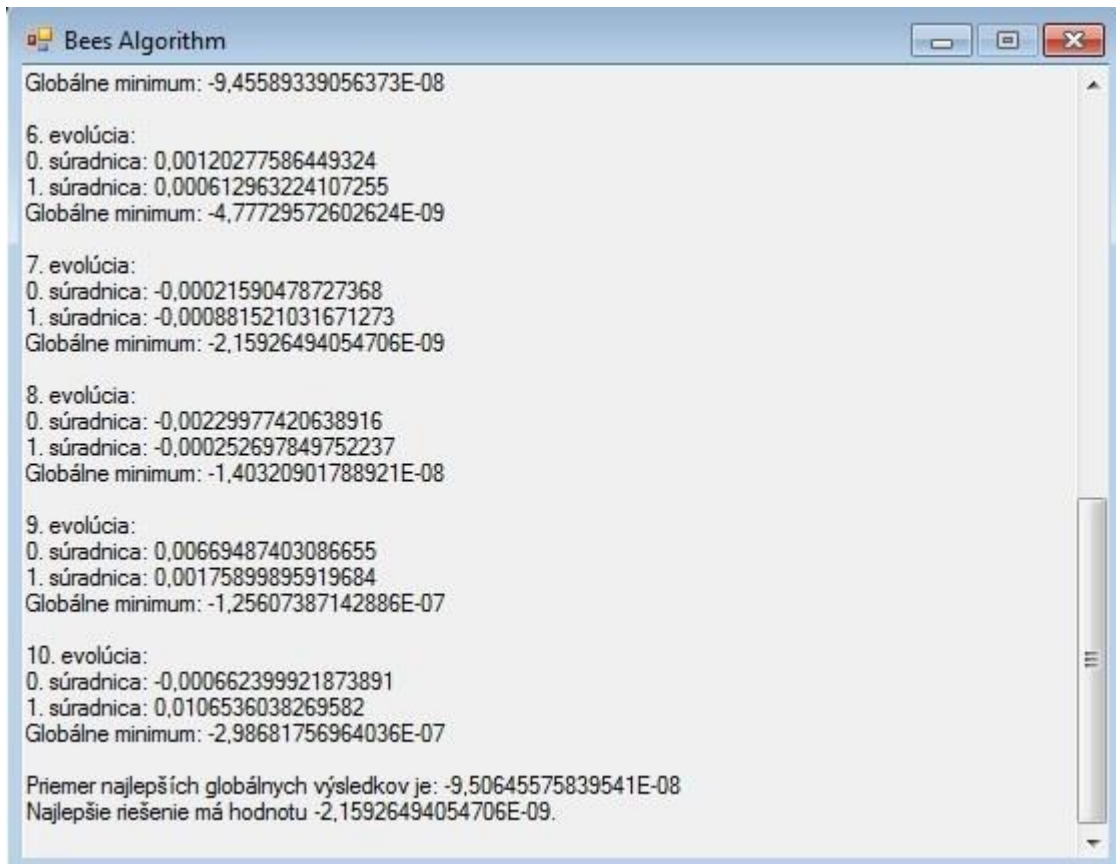 Bees Algorithm
Globálne minimum: -9,45589339056373E-08
6. evolúcia:
0. súradnica: 0,00120277586449324
1. súradnica: 0,000612963224107255
Globálne minimum: -4,77729572602624E-09
7. evolúcia:
0. súradnica: -0,00021590478727368
1. súradnica: -0,000881521031671273
Globálne minimum: -2,15926494054706E-09
8. evolúcia:
0. súradnica: -0,00229977420638916
1. súradnica: -0,000252697849752237
Globálne minimum: -1,40320901788921E-08
9. evolúcia:
0. súradnica: 0,00669487403086655
1. súradnica: 0,00175899895919684
Globálne minimum: -1,25607387142886E-07
10. evolúcia:
0. súradnica: -0,000662399921873891
1. súradnica: 0,0106536038269582
Globálne minimum: -2,98681756964036E-07
Priemer najlepších globálnych výsledkov je: -9,50645575839541E-08
Najlepšie riešenie má hodnotu -2,15926494054706E-09.